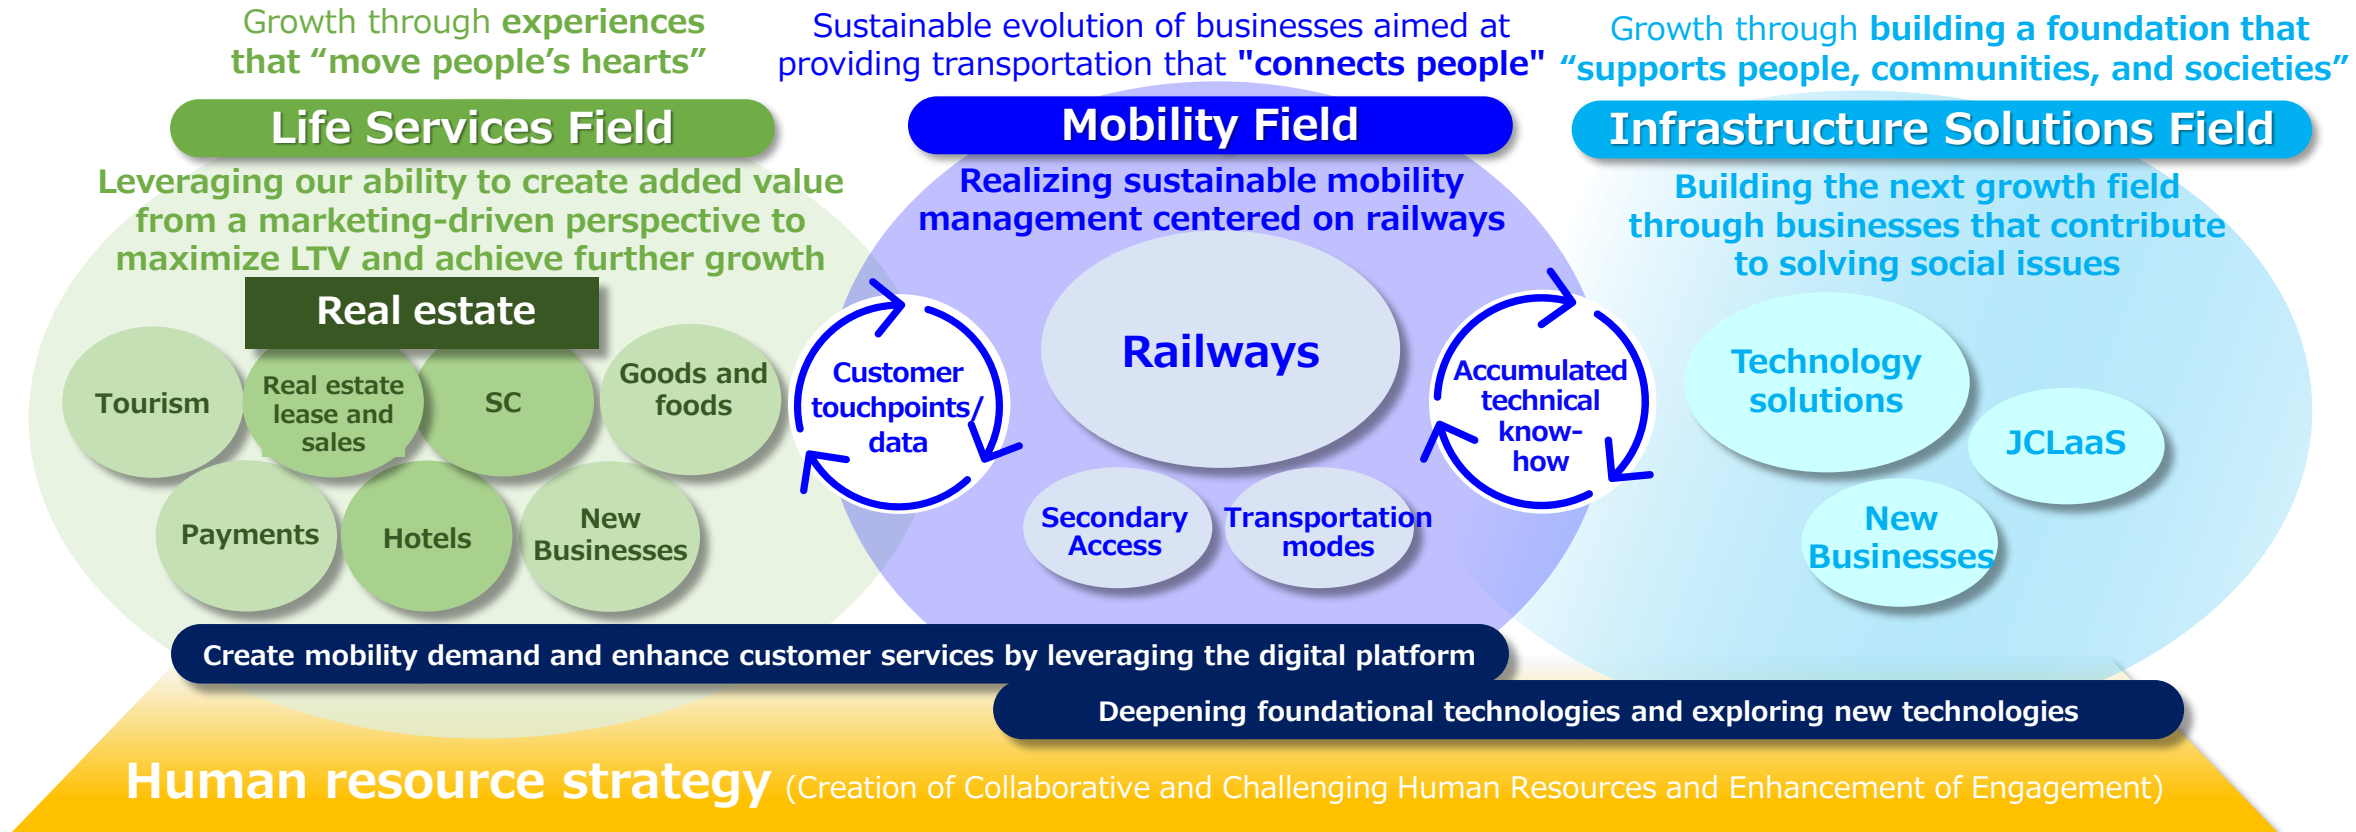 Growth through experiences
that “move people’s hearts”
Life Services Field
Leveraging our ability to create added value
from a marketing-driven perspective to
maximize LTV and achieve further growth
Real estate
Tourism
Real estate
lease and
sales
SC
Goods and
foods
Payments
Hotels
New
Businesses
Customer
touchpoints/
data
Sustainable evolution of businesses aimed at
providing transportation that "connects people"
Mobility Field
Realizing sustainable mobility
management centered on railways
Railways
Secondary
Access
Transportation
modes
Accumulated
technical
know-
how
Growth through building a foundation that
“supports people, communities, and societies”
Infrastructure Solutions Field
Building the next growth field
through businesses that contribute
to solving social issues
Technology
solutions
JCLaaS
New
Businesses
Create mobility demand and enhance customer services by leveraging the digital platform
Deepening foundational technologies and exploring new technologies
Human resource strategy (Creation of Collaborative and Challenging Human Resources and Enhancement of Engagement)